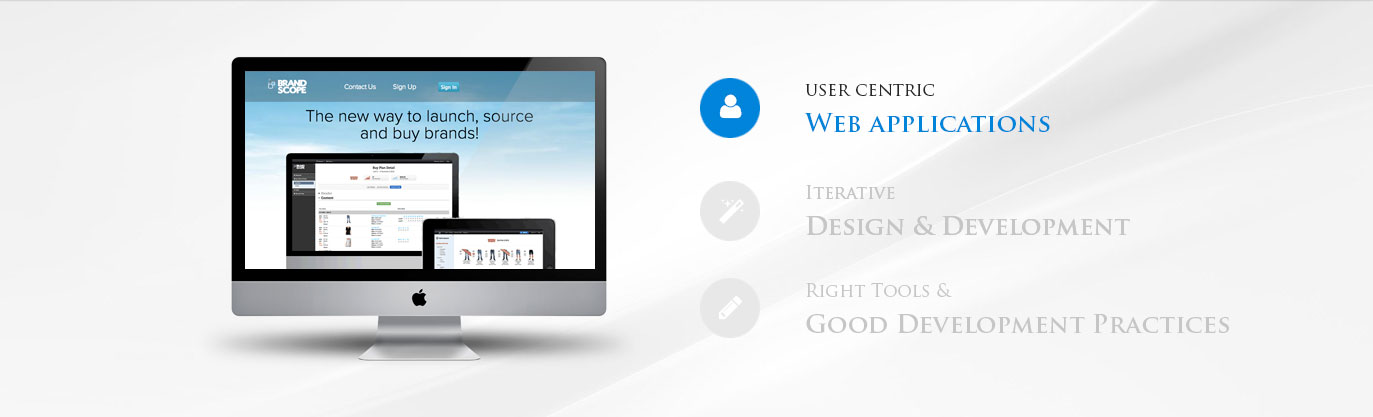 BRAND
SCOPE
Contact Us
Sign Up
Sign In
The new way to launch, source
and buy brands!
Buy Plan Detail
USER CENTRIC
WEB APPLICATIONS
ITERATIVE
DESIGN & DEVELOPMENT
RIGHT TOOLS &
GOOD DEVELOPMENT PRACTICES